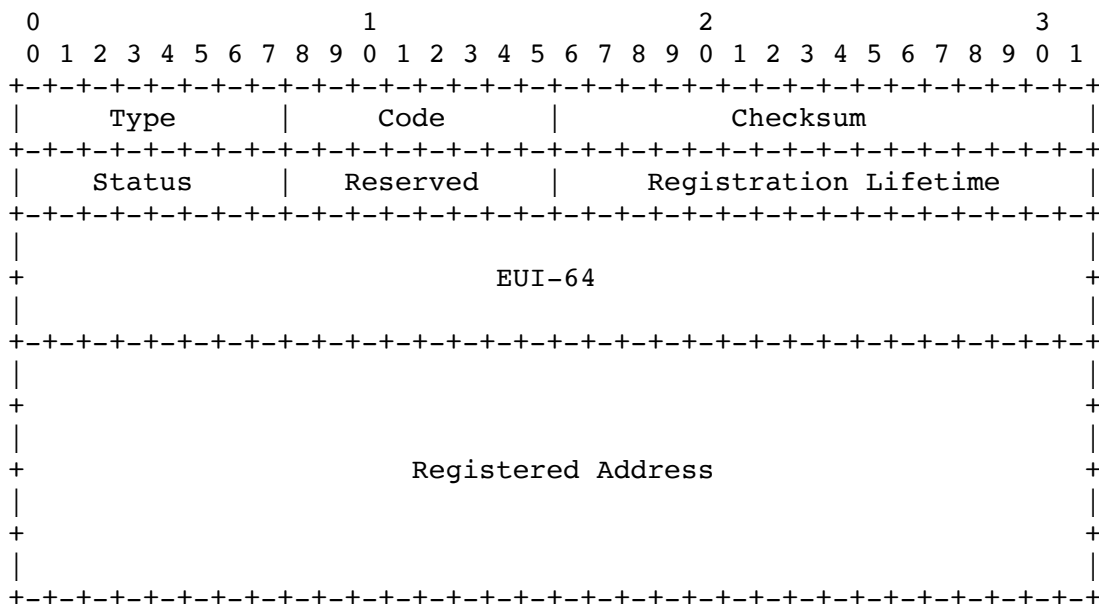 0                   1                   2                   3
 0 1 2 3 4 5 6 7 8 9 0 1 2 3 4 5 6 7 8 9 0 1 2 3 4 5 6 7 8 9 0 1
+-+-+-+-+-+-+-+-+-+-+-+-+-+-+-+-+-+-+-+-+-+-+-+-+-+-+-+-+-+-+-+-+
|     Type      |     Code      |          Checksum             |
+-+-+-+-+-+-+-+-+-+-+-+-+-+-+-+-+-+-+-+-+-+-+-+-+-+-+-+-+-+-+-+-+
|    Status     |   Reserved    |     Registration Lifetime     |
+-+-+-+-+-+-+-+-+-+-+-+-+-+-+-+-+-+-+-+-+-+-+-+-+-+-+-+-+-+-+-+-+
|                                                               |
+                            EUI-64                             +
|                                                               |
+-+-+-+-+-+-+-+-+-+-+-+-+-+-+-+-+-+-+-+-+-+-+-+-+-+-+-+-+-+-+-+-+
|                                                               |
+                                                               +
|                                                               |
+                       Registered Address                      +
|                                                               |
+                                                               +
|                                                               |
+-+-+-+-+-+-+-+-+-+-+-+-+-+-+-+-+-+-+-+-+-+-+-+-+-+-+-+-+-+-+-+-+